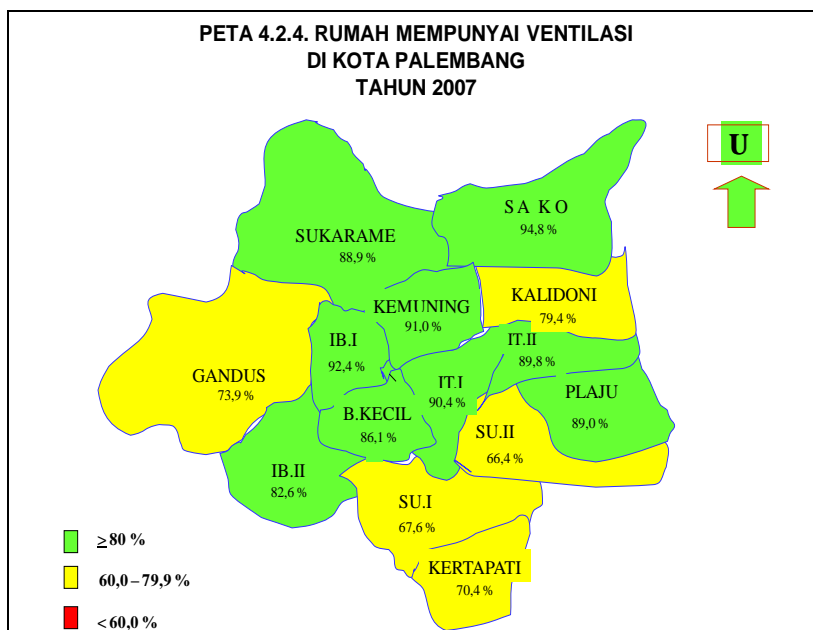 PETA 4.2.4. RUMAH MEMPUNYAI VENTILASI
DI KOTA PALEMBANG
TAHUN 2007
U
SA KO
94,8 %
SUKARAME
88,9 %
KALIDONI
79,4 %
KEMUNING
91,0 %
IB.I
92,4 %
IT.II
89,8 %
GANDUS
73,9 %
IT.I
90,4 %
PLAJU
89,0 %
B.KECIL
86,1 %
SU.II
66,4 %
IB.II
82,6 %
SU.I
67,6 %
KERTAPATI
70,4 %
≥ 80 %
60,0 – 79,9 %
< 60,0 %